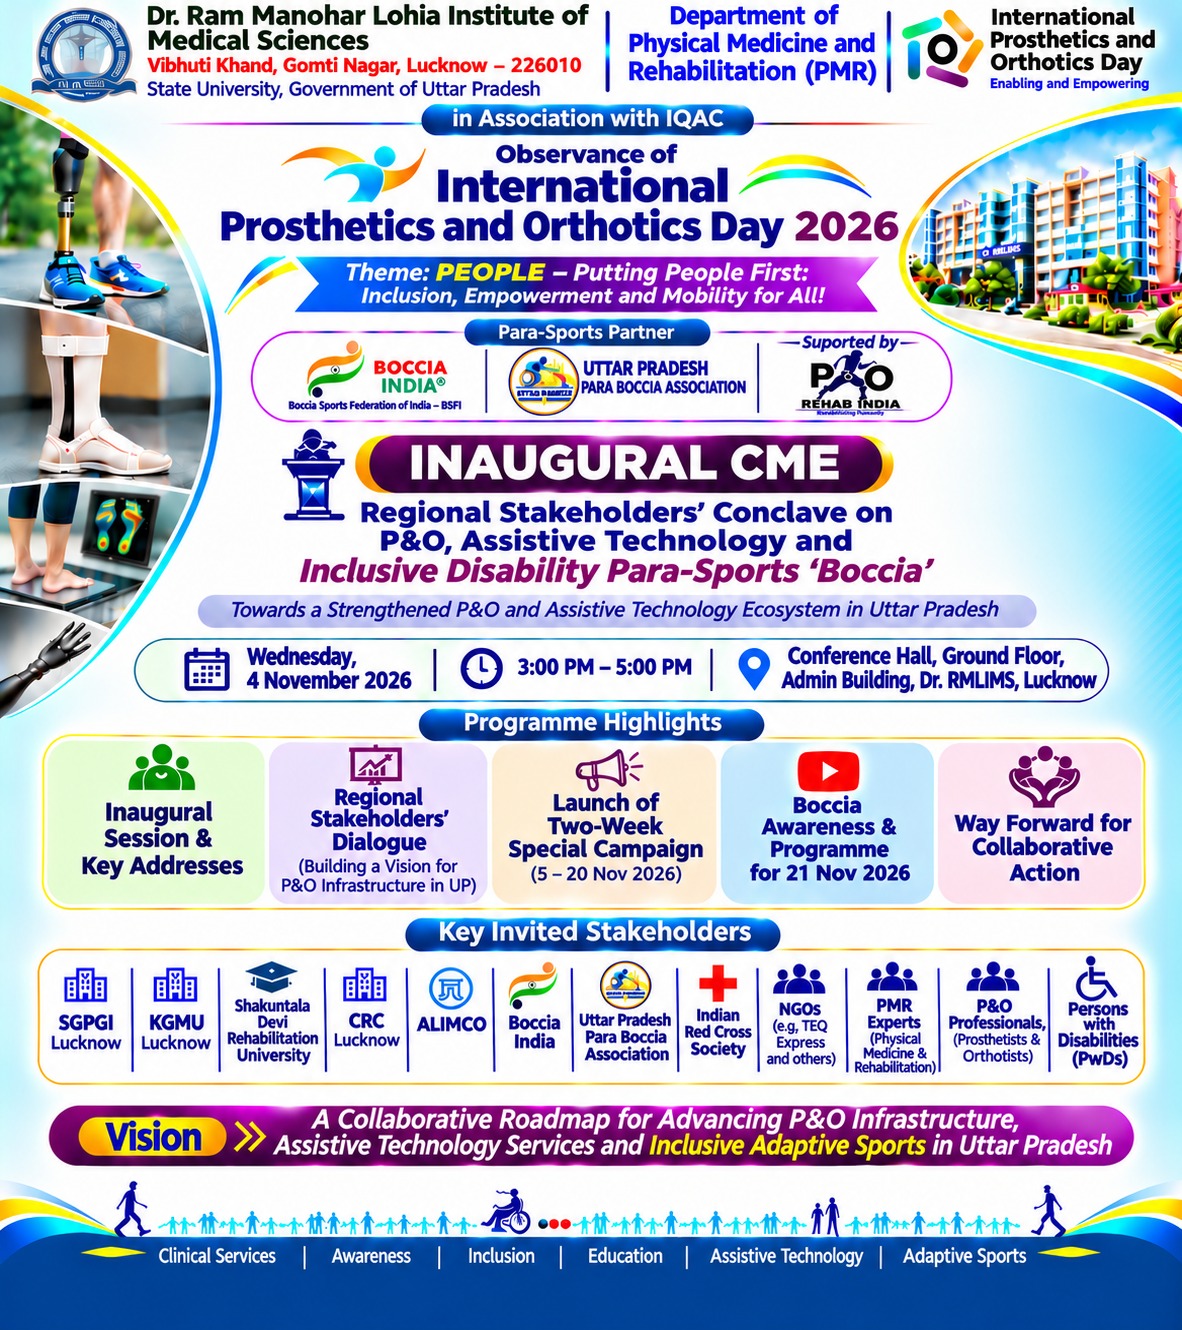 Dr. Ram Manohar Lohia Institute of
Medical Sciences
Vibhuti Khand, Gomti Nagar, Lucknow – 226010
State University, Government of Uttar Pradesh
Department of
Physical Medicine and
Rehabilitation (PMR)
International
Prosthetics and
Orthotics Day
Enabling and Empowering
in Association with IQAC
Observance of
International
Prosthetics and Orthotics Day 2026
Theme: PEOPLE – Putting People First:
Inclusion, Empowerment and Mobility for All!
RMLIMS
Para-Sports Partner
BOCCIA
INDIA®
Boccia Sports Federation of India – BSFI
UTTAR PRADESH
PARA BOCCIA ASSOCIATION
Suported by
P&O
REHAB INDIA
INAUGURAL CME
Regional Stakeholders’ Conclave on
P&O, Assistive Technology and
Inclusive Disability Para-Sports ‘Boccia’
Towards a Strengthened P&O and Assistive Technology Ecosystem in Uttar Pradesh
Wednesday,
4 November 2026
3:00 PM – 5:00 PM
Conference Hall, Ground Floor,
Admin Building, Dr. RMLIMS, Lucknow
Programme Highlights
Inaugural
Session &
Key Addresses
Regional
Stakeholders’
Dialogue
(Building a Vision for
P&O Infrastructure in UP)
Launch of
Two-Week
Special Campaign
(5 – 20 Nov 2026)
Boccia
Awareness &
Programme
for 21 Nov 2026
Way Forward for
Collaborative
Action
Key Invited Stakeholders
SGPGI
Lucknow
KGMU
Lucknow
Shakuntala
Devi
Rehabilitation
University
CRC
Lucknow
ALIMCO
Boccia
India
Uttar Pradesh
Para Boccia
Association
Indian
Red Cross
Society
NGOs
(e.g, TEQ
Express
and others)
PMR
Experts
(Physical
Medicine &
Rehabilitation)
P&O
Professionals,
(Prosthetists &
Orthotists)
Persons
with
Disabilities
(PwDs)
Vision
A Collaborative Roadmap for Advancing P&O Infrastructure,
Assistive Technology Services and Inclusive Adaptive Sports in Uttar Pradesh
Clinical Services | Awareness | Inclusion | Education | Assistive Technology | Adaptive Sports